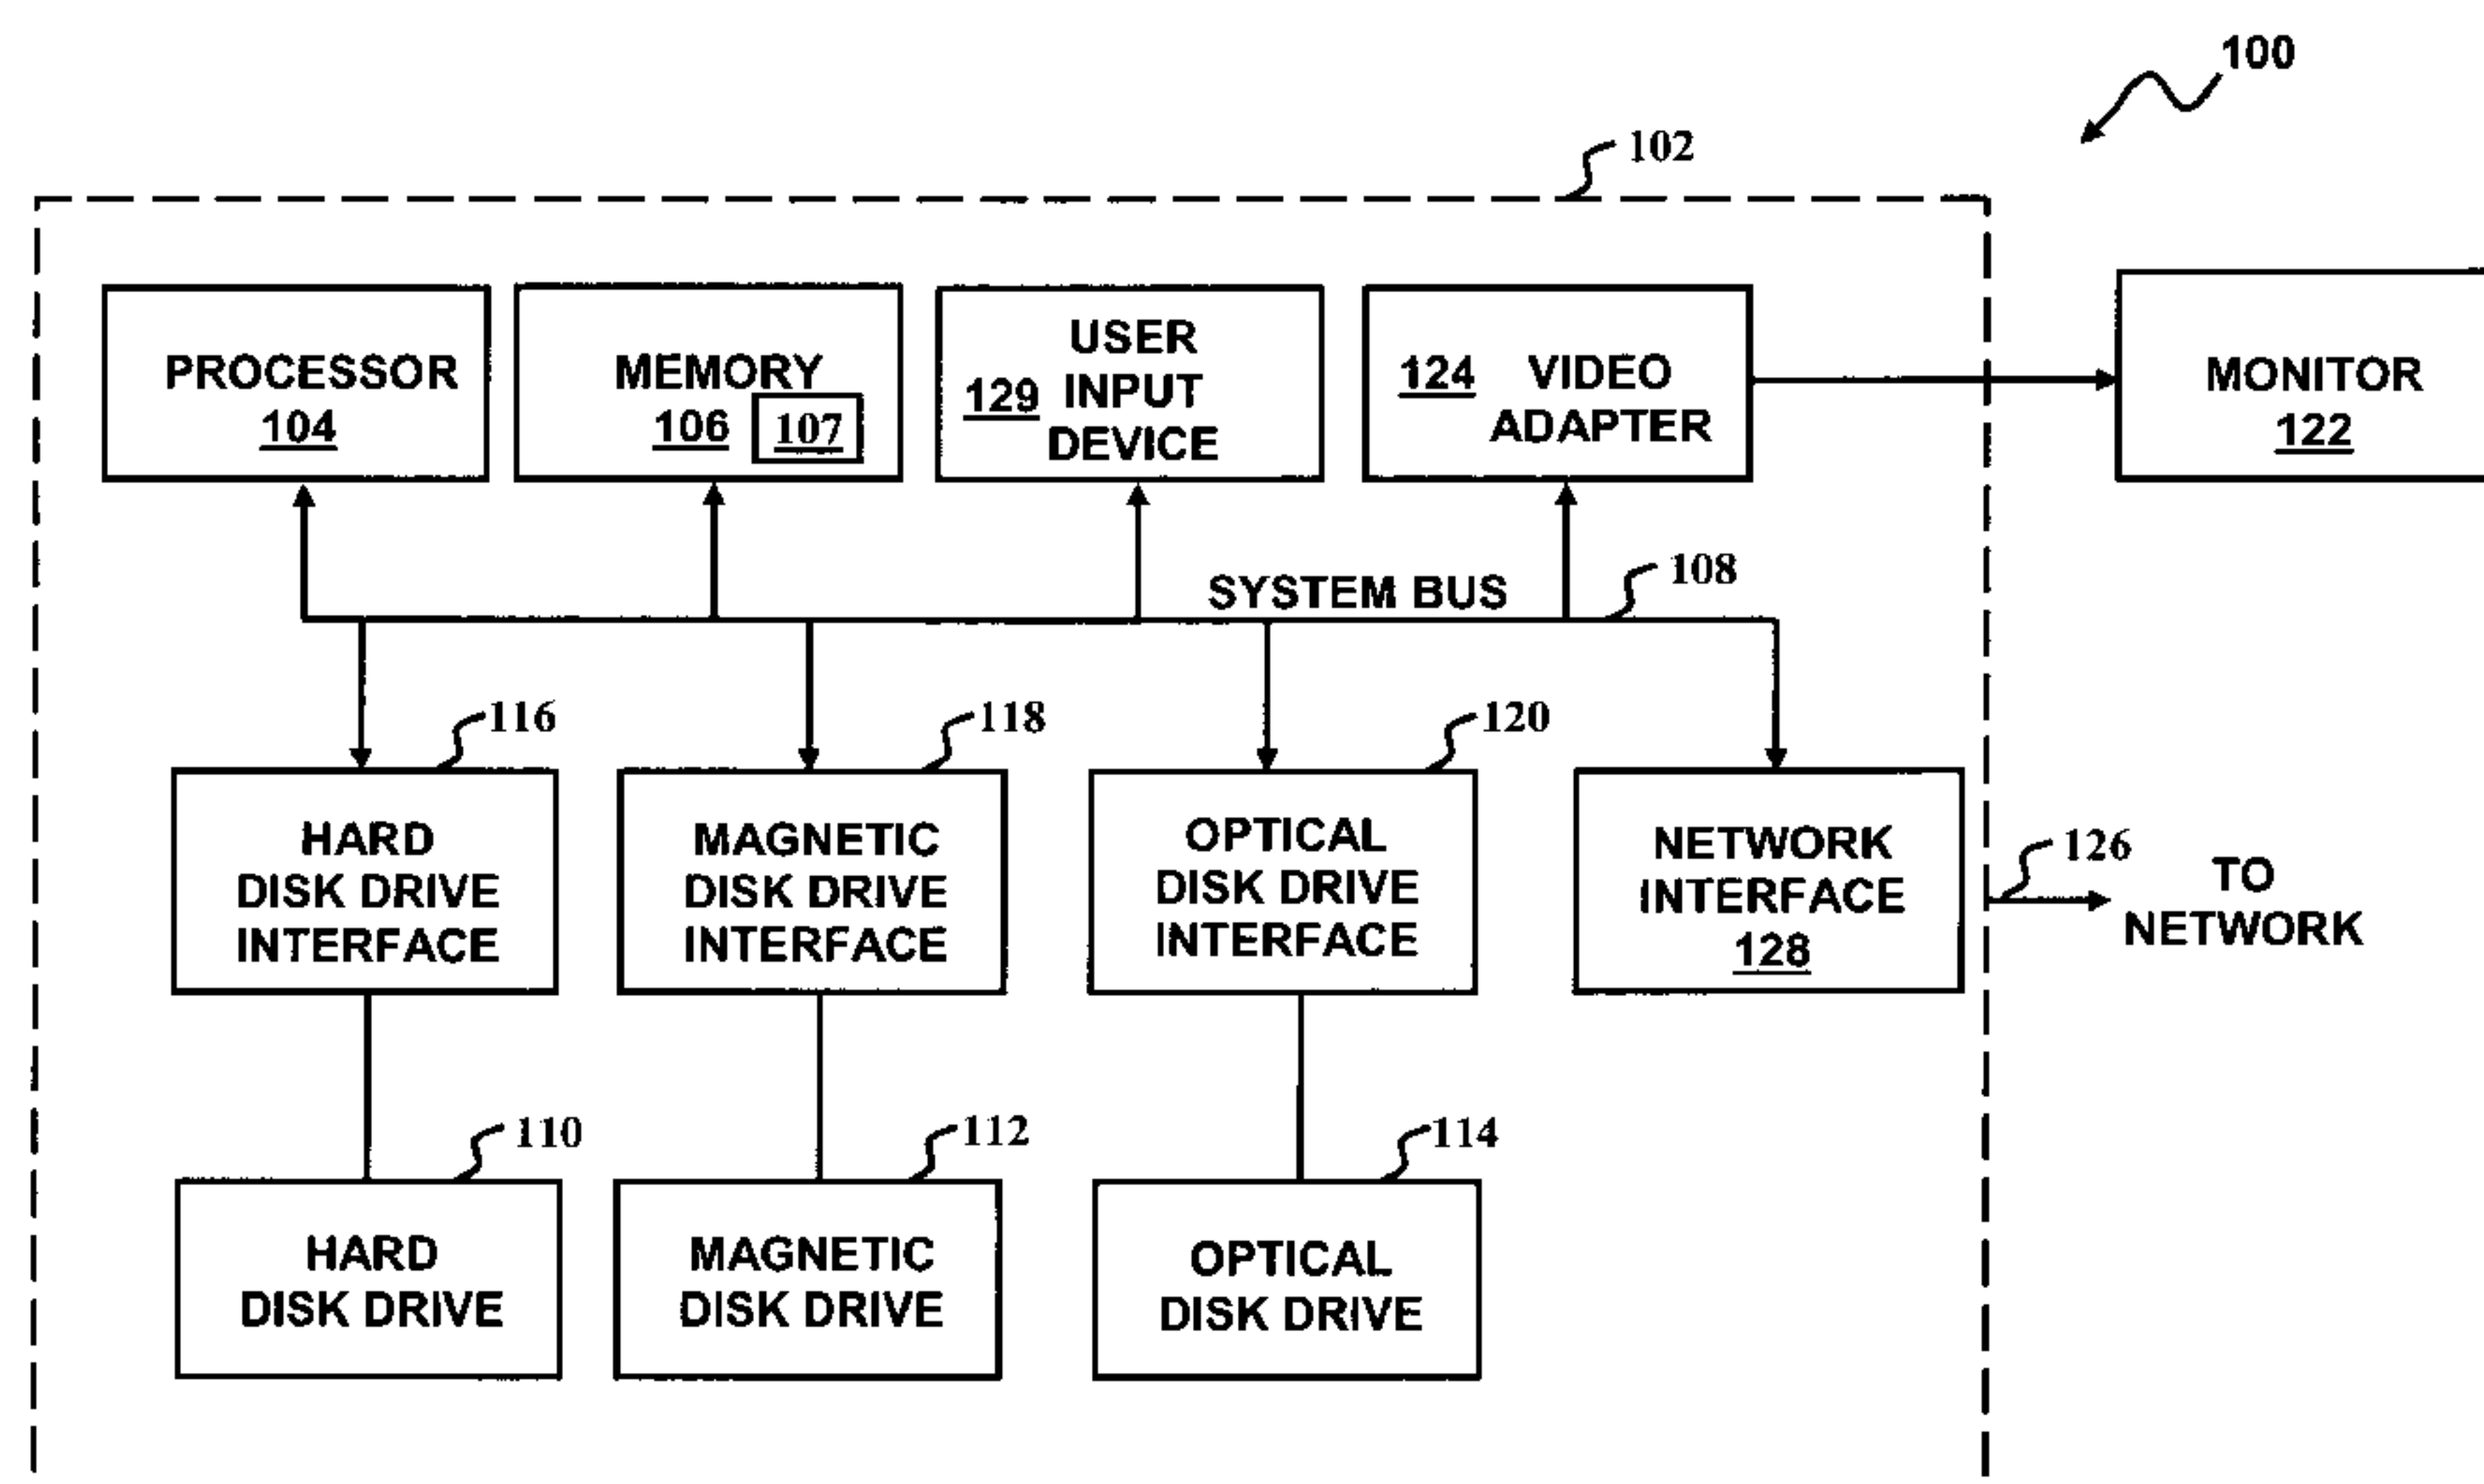 100
102
PROCESSOR
104
MEMORY
106 107
USER
129 INPUT
DEVICE
124 VIDEO
ADAPTER
MONITOR
122
SYSTEM BUS
108
116
118
120
HARD
DISK DRIVE
INTERFACE
MAGNETIC
DISK DRIVE
INTERFACE
OPTICAL
DISK DRIVE
INTERFACE
NETWORK
INTERFACE
128
126
TO
NETWORK
110
112
114
HARD
DISK DRIVE
MAGNETIC
DISK DRIVE
OPTICAL
DISK DRIVE